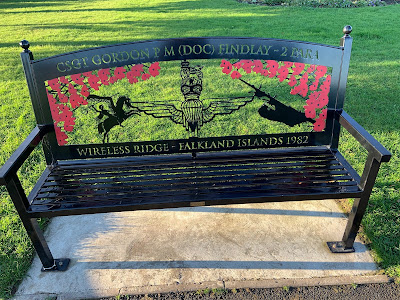 CSGT GORDON P M (DOC) FINDLAY - 2 PARA
WIRELESS RIDGE - FALKLAND ISLANDS 1982